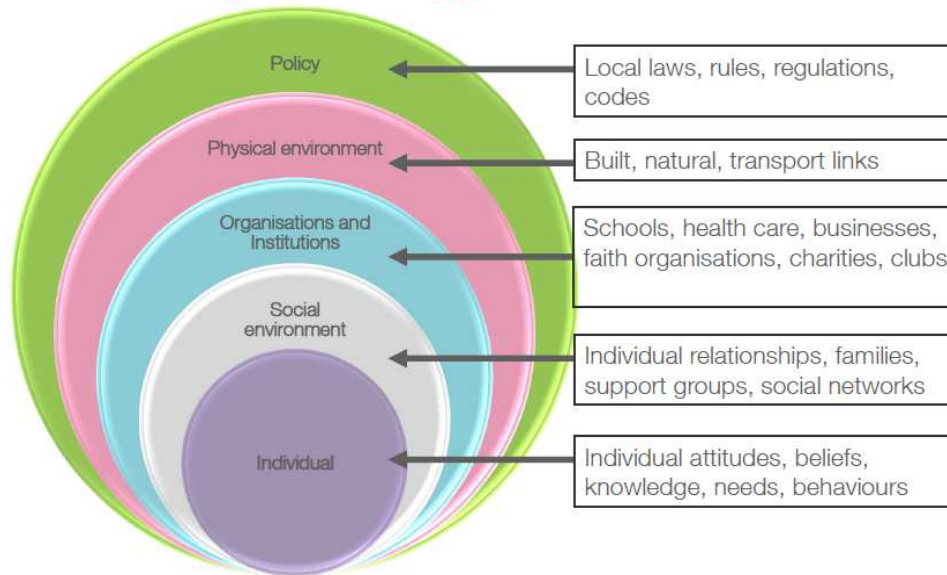 Policy
Local laws, rules, regulations,
codes
Physical environment
Built, natural, transport links
Organisations and
Institutions
Schools, health care, businesses,
faith organisations, charities, clubs
Social
environment
Individual relationships, families,
support groups, social networks
Individual
Individual attitudes, beliefs,
knowledge, needs, behaviours